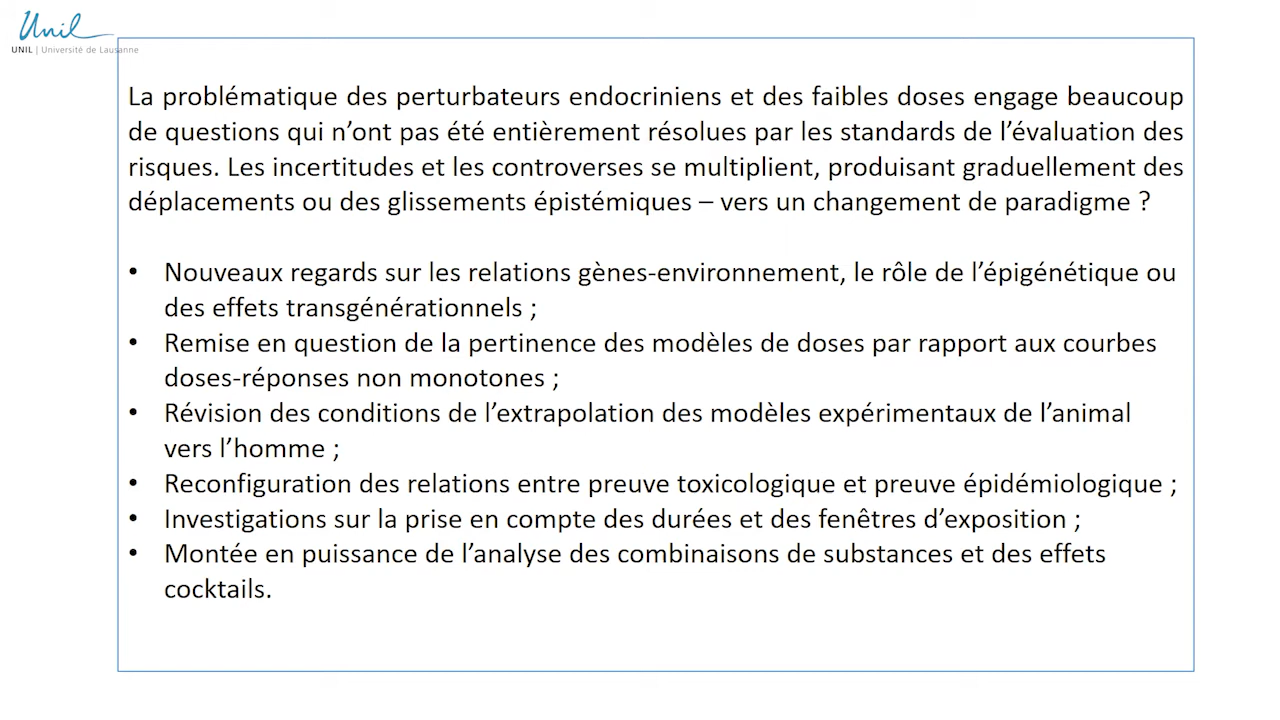 Unil
UNIL | Université de Lausanne
La problématique des perturbateurs endocriniens et des faibles doses engage beaucoup
de questions qui n’ont pas été entièrement résolues par les standards de l’évaluation des
risques. Les incertitudes et les controverses se multiplient, produisant graduellement des
déplacements ou des glissements épistémiques – vers un changement de paradigme ?
• Nouveaux regards sur les relations gènes-environnement, le rôle de l’épigénétique ou
des effets transgénérationnels ;
• Remise en question de la pertinence des modèles de doses par rapport aux courbes
doses-réponses non monotones ;
• Révision des conditions de l’extrapolation des modèles expérimentaux de l’animal
vers l’homme ;
• Reconfiguration des relations entre preuve toxicologique et preuve épidémiologique ;
• Investigations sur la prise en compte des durées et des fenêtres d’exposition ;
• Montée en puissance de l’analyse des combinaisons de substances et des effets
cocktails.